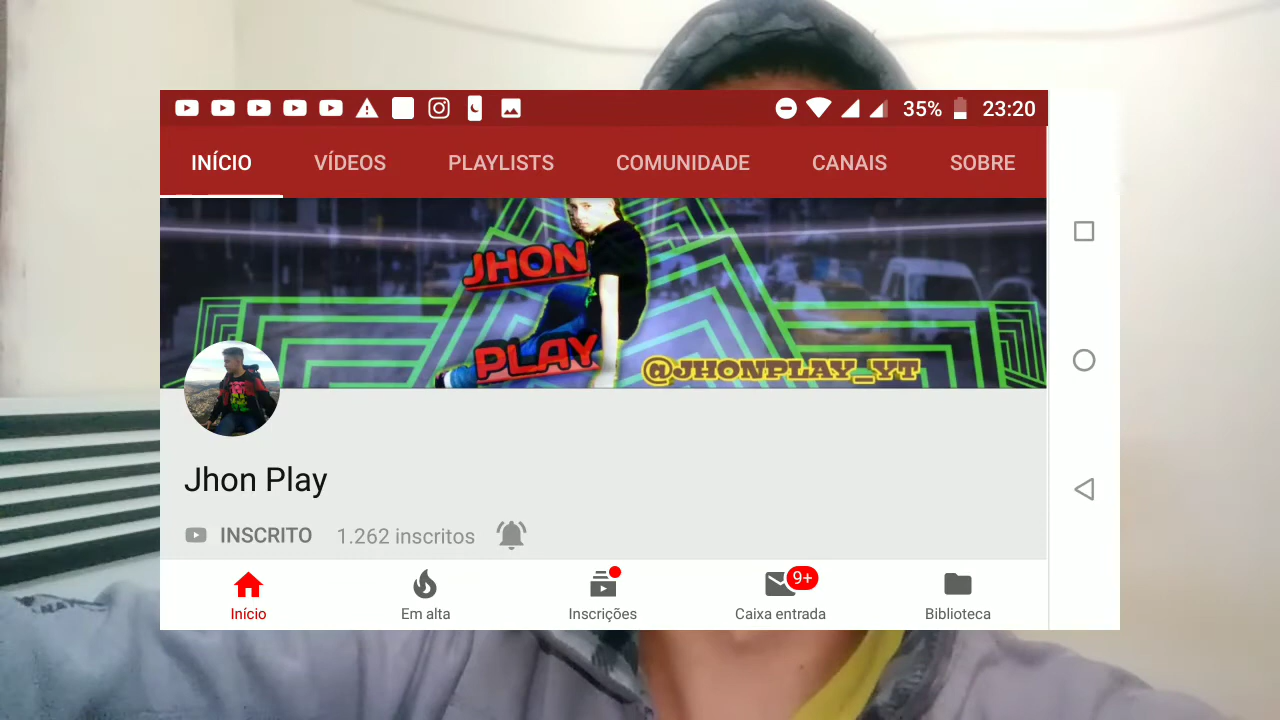 35% 23:20
INÍCIO VÍDEOS PLAYLISTS COMUNIDADE CANAIS SOBRE
JHON
PLAY
@JHONPLAY_YT
Jhon Play
INSCRITO 1.262 inscritos
9+
Início Em alta Inscrições Caixa entrada Biblioteca